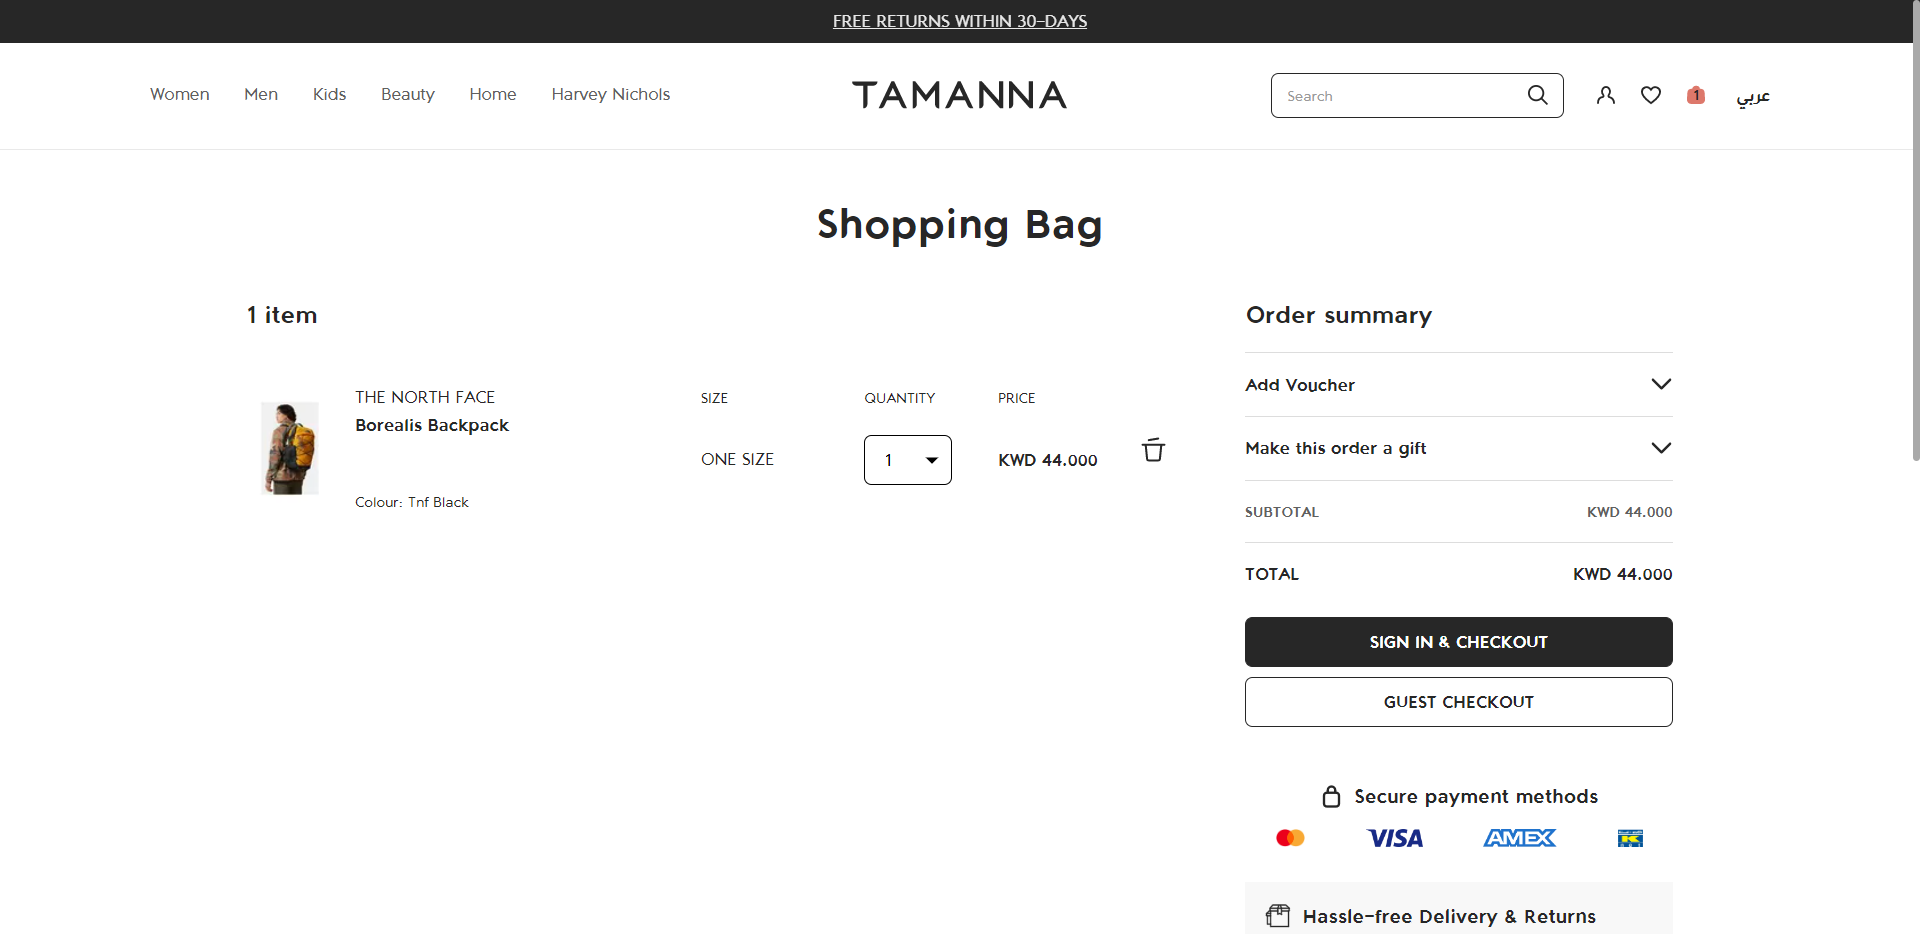 FREE RETURNS WITHIN 30-DAYS
Women Men Kids Beauty Home Harvey Nichols
TAMANNA
Search
1
عربي
Shopping Bag
1 item
THE NORTH FACE
Borealis Backpack
Colour: Tnf Black
SIZE
ONE SIZE
QUANTITY
1
PRICE
KWD 44.000
Order summary
Add Voucher
Make this order a gift
SUBTOTAL KWD 44.000
TOTAL KWD 44.000
SIGN IN & CHECKOUT
GUEST CHECKOUT
Secure payment methods
VISA AMEX
Hassle-free Delivery & Returns